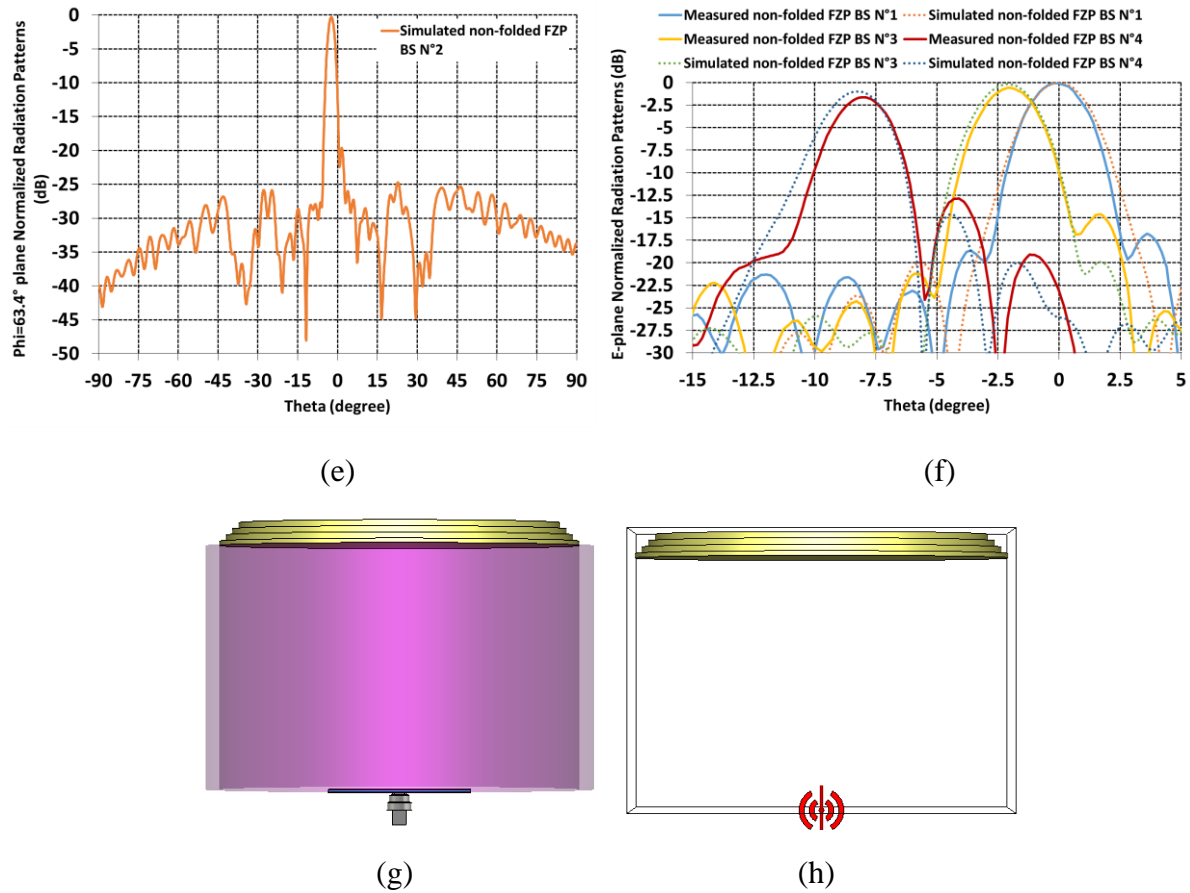 Simulated non-folded FZP
BS N°2
Phi=63.4° plane Normalized Radiation Patterns
(dB)
0
-5
-10
-15
-20
-25
-30
-35
-40
-45
-50
-90 -75 -60 -45 -30 -15 0 15 30 45 60 75 90
Theta (degree)
(e)
Measured non-folded FZP BS N°1 Simulated non-folded FZP BS N°1
Measured non-folded FZP BS N°3 Measured non-folded FZP BS N°4
Simulated non-folded FZP BS N°3 Simulated non-folded FZP BS N°4
E-plane Normalized Radiation Patterns (dB)
0
-2.5
-5
-7.5
-10
-12.5
-15
-17.5
-20
-22.5
-25
-27.5
-30
-15 -12.5 -10 -7.5 -5 -2.5 0 2.5 5
Theta (degree)
(f)
(g)
(h)